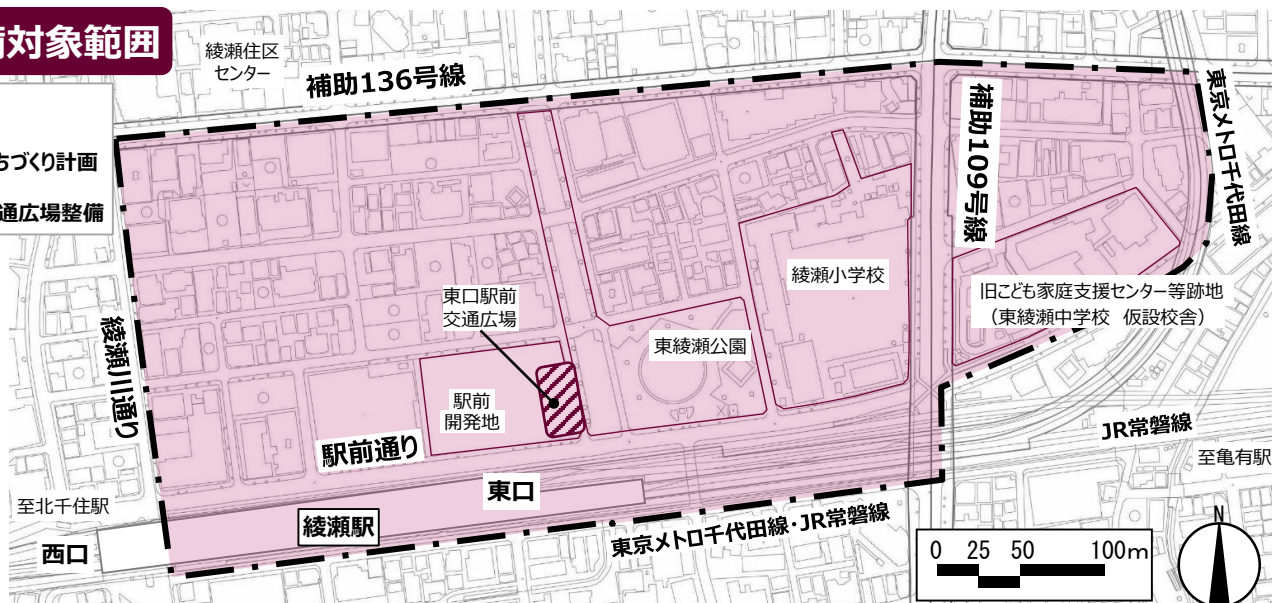 対象範囲
綾瀬住区
センター
補助136号線
ちづくり計画
通広場整備
補助109号線
東京メトロ千代田線
綾瀬小学校
旧こども家庭支援センター等跡地
（東綾瀬中学校 仮設校舎）
東口駅前
交通広場
東綾瀬公園
綾瀬川通り
駅前
開発地
駅前通り
JR常磐線
至亀有駅
東口
至北千住駅
綾瀬駅
西口
東京メトロ千代田線・JR常磐線
0 25 50 100m
N